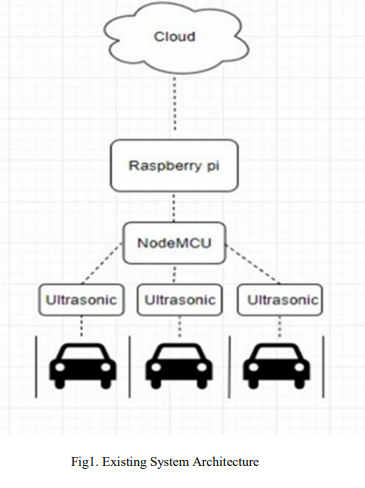 Cloud
Raspberry pi
NodeMCU
Ultrasonic Ultrasonic Ultrasonic
Fig1. Existing System Architecture